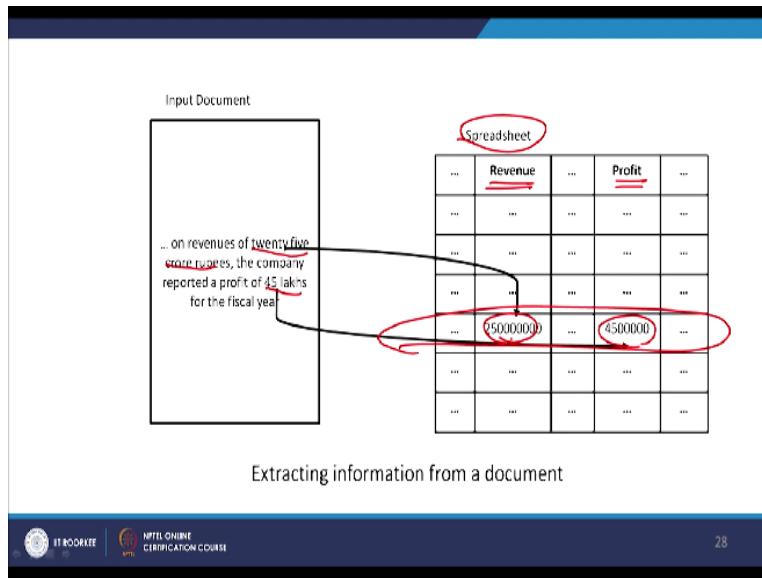 Input Document
... on revenues of twenty five
crore rupees, the company
reported a profit of 45 lakhs
for the fiscal year
Spreadsheet
... Revenue ... Profit ...
... ... ... ... ...
... ... ... ... ...
... ... ... ... ...
... 250000000 ... 4500000 ...
... ... ... ... ...
... ... ... ... ...
Extracting information from a document
IT ROORKEE
NPTEL ONLINE
CERTIFICATION COURSE
28